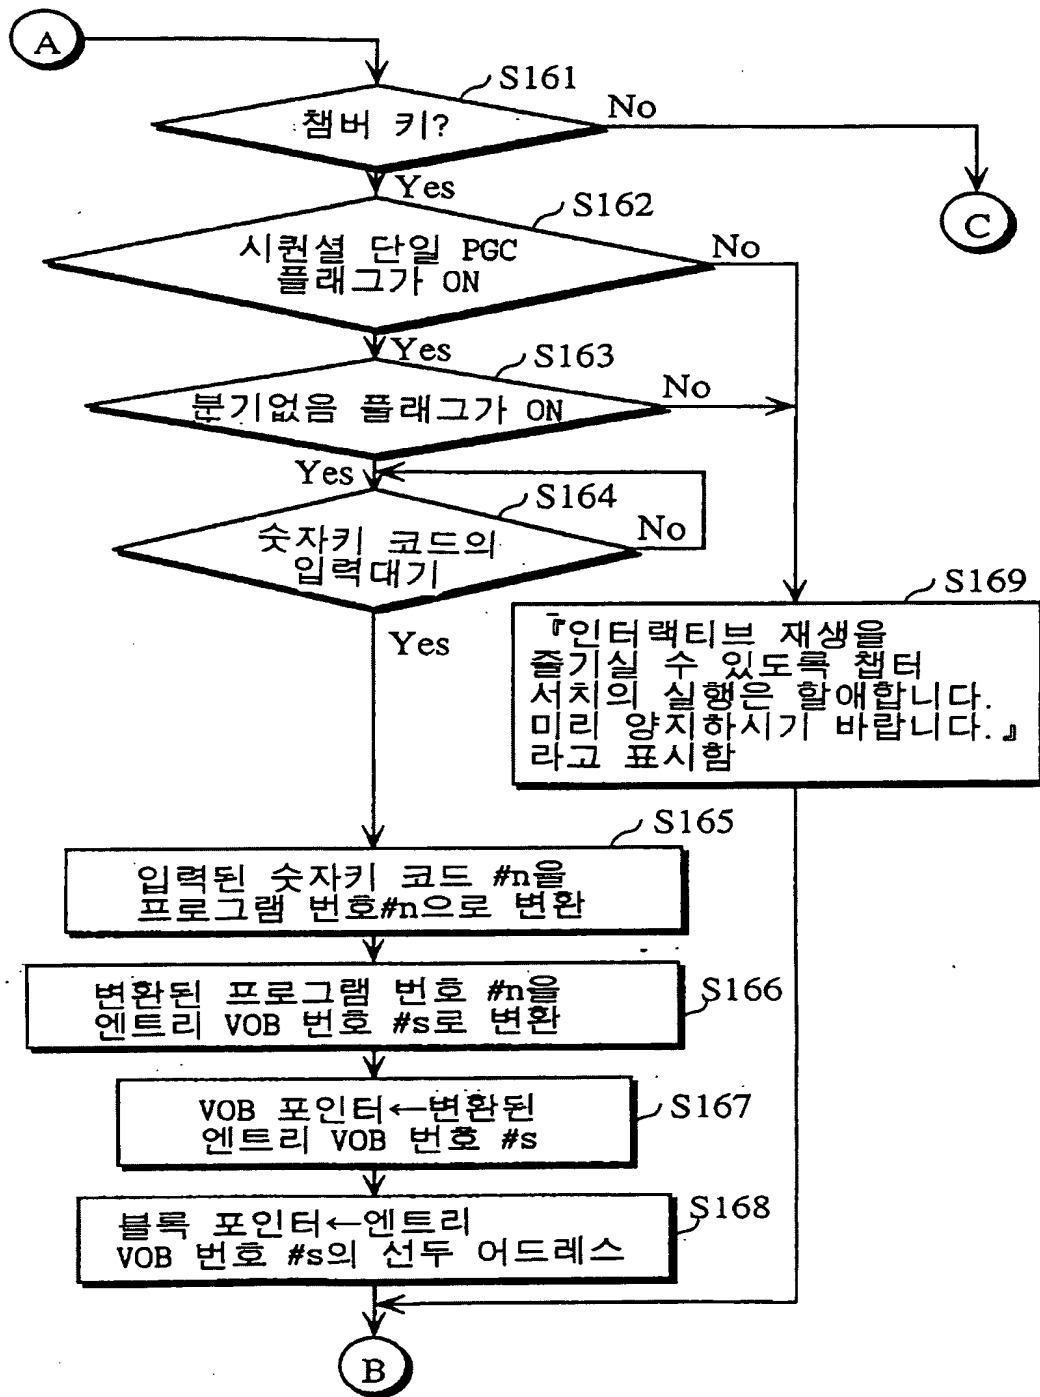 A
S161
챔버 키?
No
Yes
C
S162
시퀀셜 단일 PGC
플래그가 ON
No
Yes
S163
분기없음 플래그가 ON
No
Yes
S164
숫자키 코드의
입력대기
No
Yes
S169
『인터랙티브 재생을
즐기실 수 있도록 챕터
서치의 실행은 할애합니다.
미리 양지하시기 바랍니다.』
라고 표시함
S165
입력된 숫자키 코드 #n을
프로그램 번호#n으로 변환
S166
변환된 프로그램 번호 #n을
엔트리 VOB 번호 #s로 변환
S167
VOB 포인터←변환된
엔트리 VOB 번호 #s
S168
블록 포인터←엔트리
VOB 번호 #s의 선두 어드레스
B